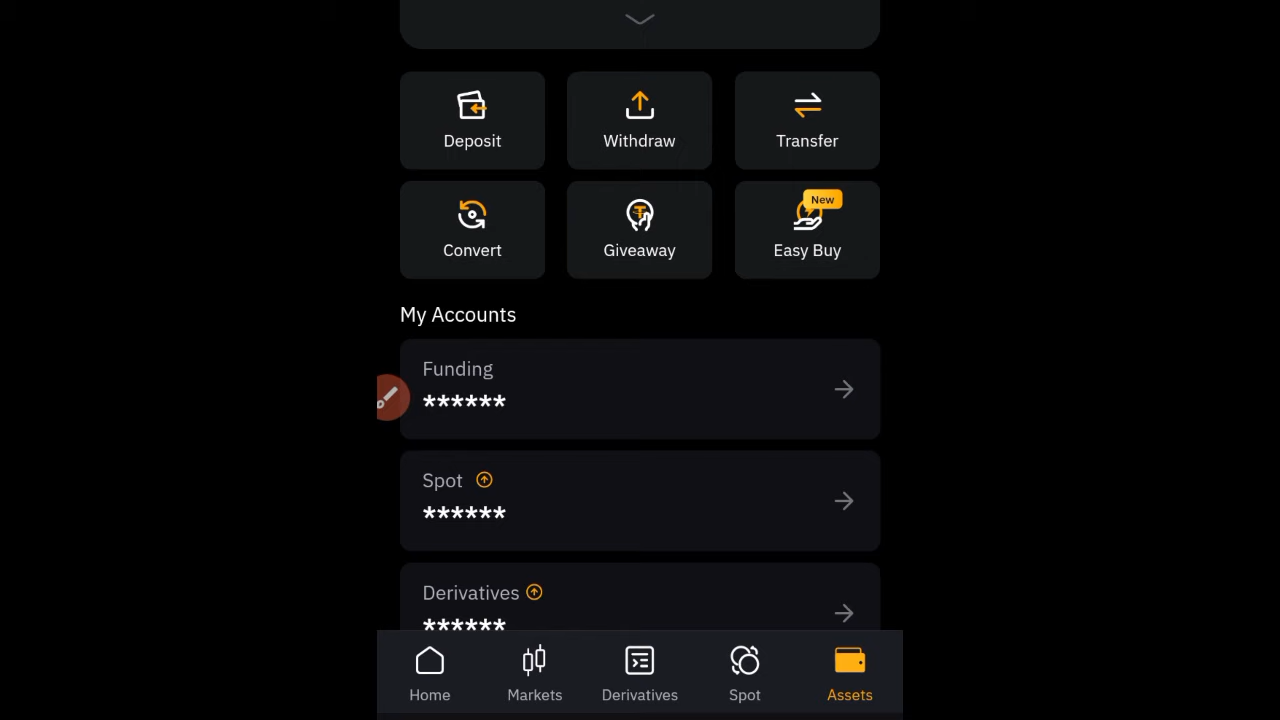 Deposit
Withdraw
Transfer
New
Convert
Giveaway
Easy Buy
My Accounts
Funding
******
Spot
******
Derivatives
******
Home
Markets
Derivatives
Spot
Assets